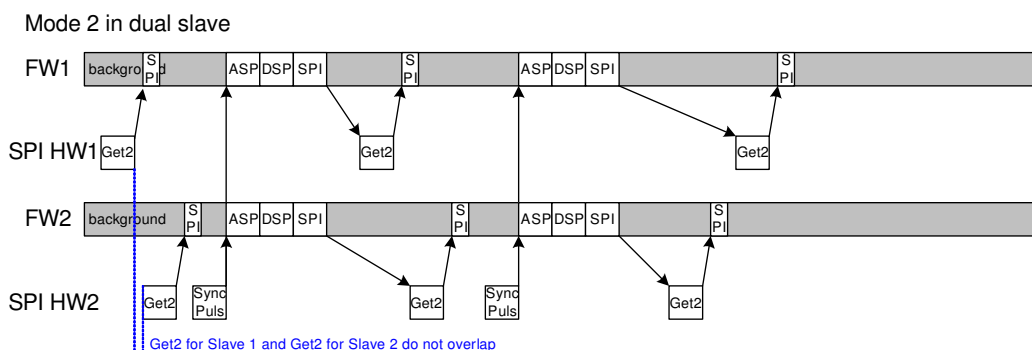 Mode 2 in dual slave
FW1
background
S
PI
ASP DSP SPI
S
PI
ASP DSP SPI
S
PI
SPI HW1
Get2
Get2
Get2
FW2
background
S
PI
ASP DSP SPI
S
PI
ASP DSP SPI
S
PI
SPI HW2
Get2
Sync
Puls
Get2
Sync
Puls
Get2
Get2 for Slave 1 and Get2 for Slave 2 do not overlap